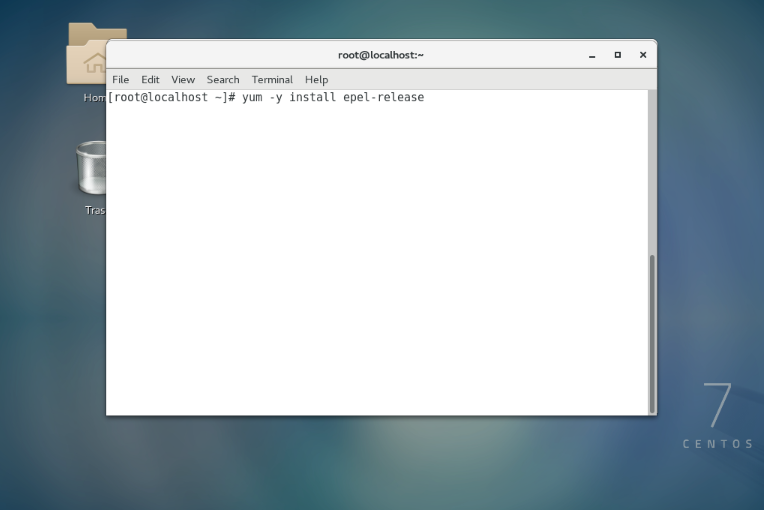 root@localhost:~
File Edit View Search Terminal Help
[root@localhost ~]# yum -y install epel-release
Hom
Tras
7
CENTOS